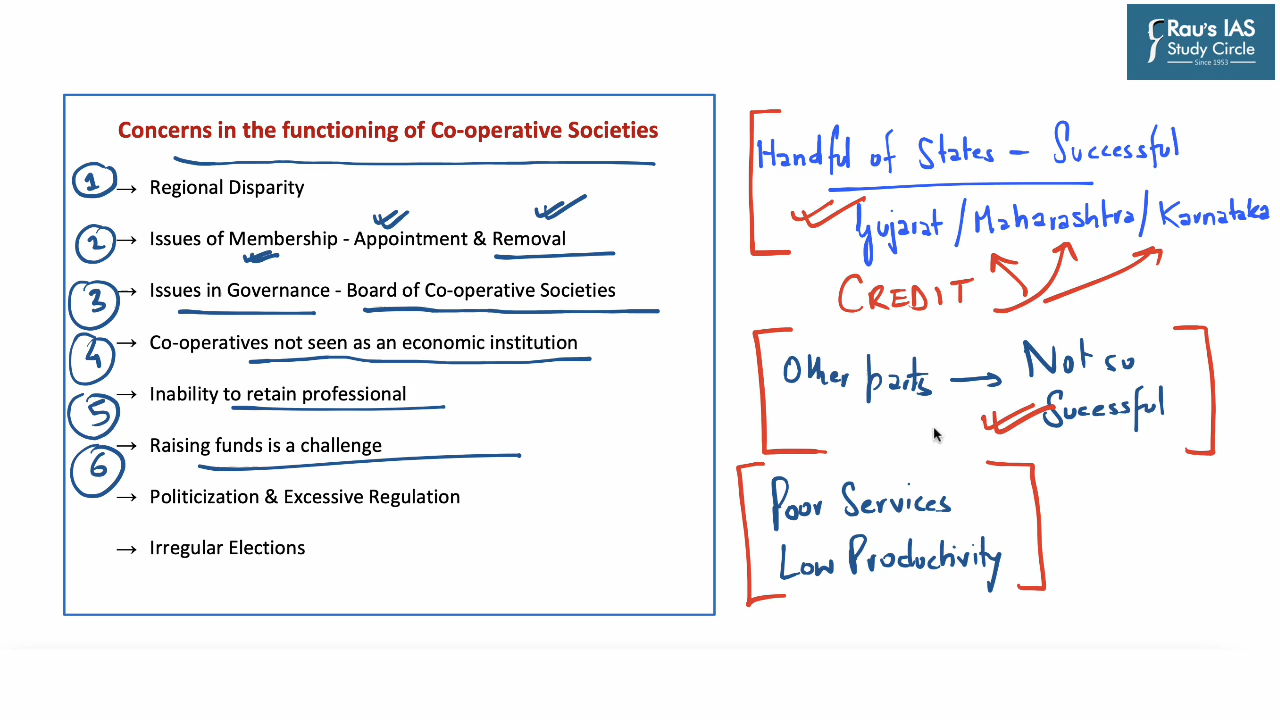 Rau's IAS
Study Circle
Since 1953
Concerns in the functioning of Co-operative Societies
1 → Regional Disparity
2 → Issues of Membership - Appointment & Removal
3 → Issues in Governance - Board of Co-operative Societies
4 → Co-operatives not seen as an economic institution
5 → Inability to retain professional
6 → Raising funds is a challenge
→ Politicization & Excessive Regulation
→ Irregular Elections
Handful of States - Successful
Gujarat / Maharashtra / Karnataka
CREDIT
Other parts → Not so
Sucessful
Poor Services
Low Productivity